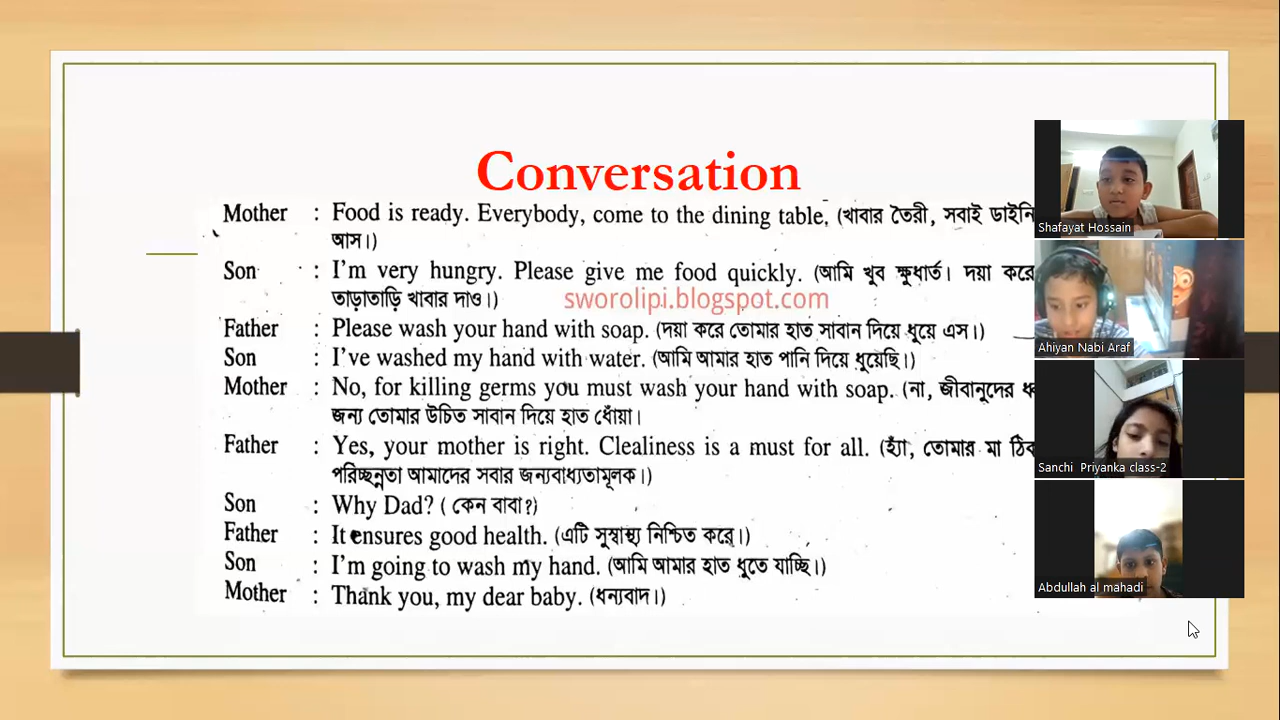 Conversation
Mother : Food is ready. Everybody, come to the dining table. (খাবার তৈরী, সবাই ডাইনি
আস।)
Son : I'm very hungry. Please give me food quickly. (আমি খুব ক্ষুধার্ত। দয়া করে
তাড়াতাড়ি খাবার দাও।)
sworolipi.blogspot.com
Father : Please wash your hand with soap. (দয়া করে তোমার হাত সাবান দিয়ে ধুয়ে এস।)
Son : I've washed my hand with water. (আমি আমার হাত পানি দিয়ে ধুয়েছি।)
Mother : No, for killing germs you must wash your hand with soap. (না, জীবানুদের
জন্য তোমার উচিত সাবান দিয়ে হাত ধোঁয়া।
Father : Yes, your mother is right. Clealiness is a must for all. (হ্যাঁ, তোমার মা ঠিক
পরিচ্ছন্নতা আমাদের সবার জন্যবাধ্যতামূলক।)
Son : Why Dad? ( কেন বাবা?)
Father : It ensures good health. (এটি সুস্বাস্থ্য নিশ্চিত করে।)
Son : I'm going to wash my hand. (আমি আমার হাত ধুতে যাচ্ছি।)
Mother : Thank you, my dear baby. (ধন্যবাদ।)
Shafayat Hossain
Ahiyan Nabi Araf
Sanchi Priyanka class-2
Abdullah al mahadi